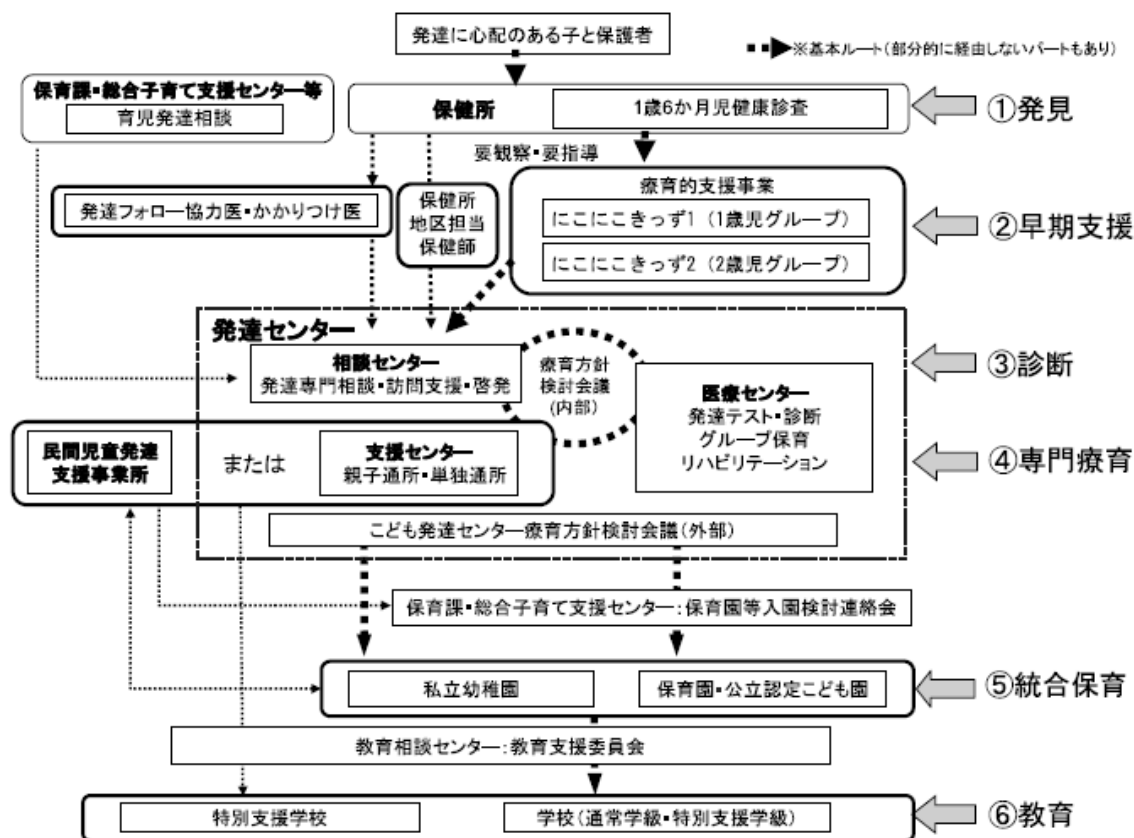 発達に心配のある子と保護者
※基本ルート(部分的に経由しないパートもあり)
保育課・総合子育て支援センター等
育児発達相談
保健所
1歳6か月児健康診査
①発見
要観察・要指導
発達フォロー協力医・かかりつけ医
保健所
地区担当
保健師
療育的支援事業
にこにこきっず1 (1歳児グループ)
にこにこきっず2 (2歳児グループ)
②早期支援
発達センター
相談センター
発達専門相談・訪問支援・啓発
療育方針
検討会議
(内部)
医療センター
発達テスト・診断
グループ保育
リハビリテーション
③診断
民間児童発達
支援事業所
または
支援センター
親子通所・単独通所
④専門療育
こども発達センター療育方針検討会議(外部)
保育課・総合子育て支援センター:保育園等入園検討連絡会
私立幼稚園
保育園・公立認定こども園
⑤統合保育
教育相談センター:教育支援委員会
特別支援学校
学校(通常学級・特別支援学級)
⑥教育